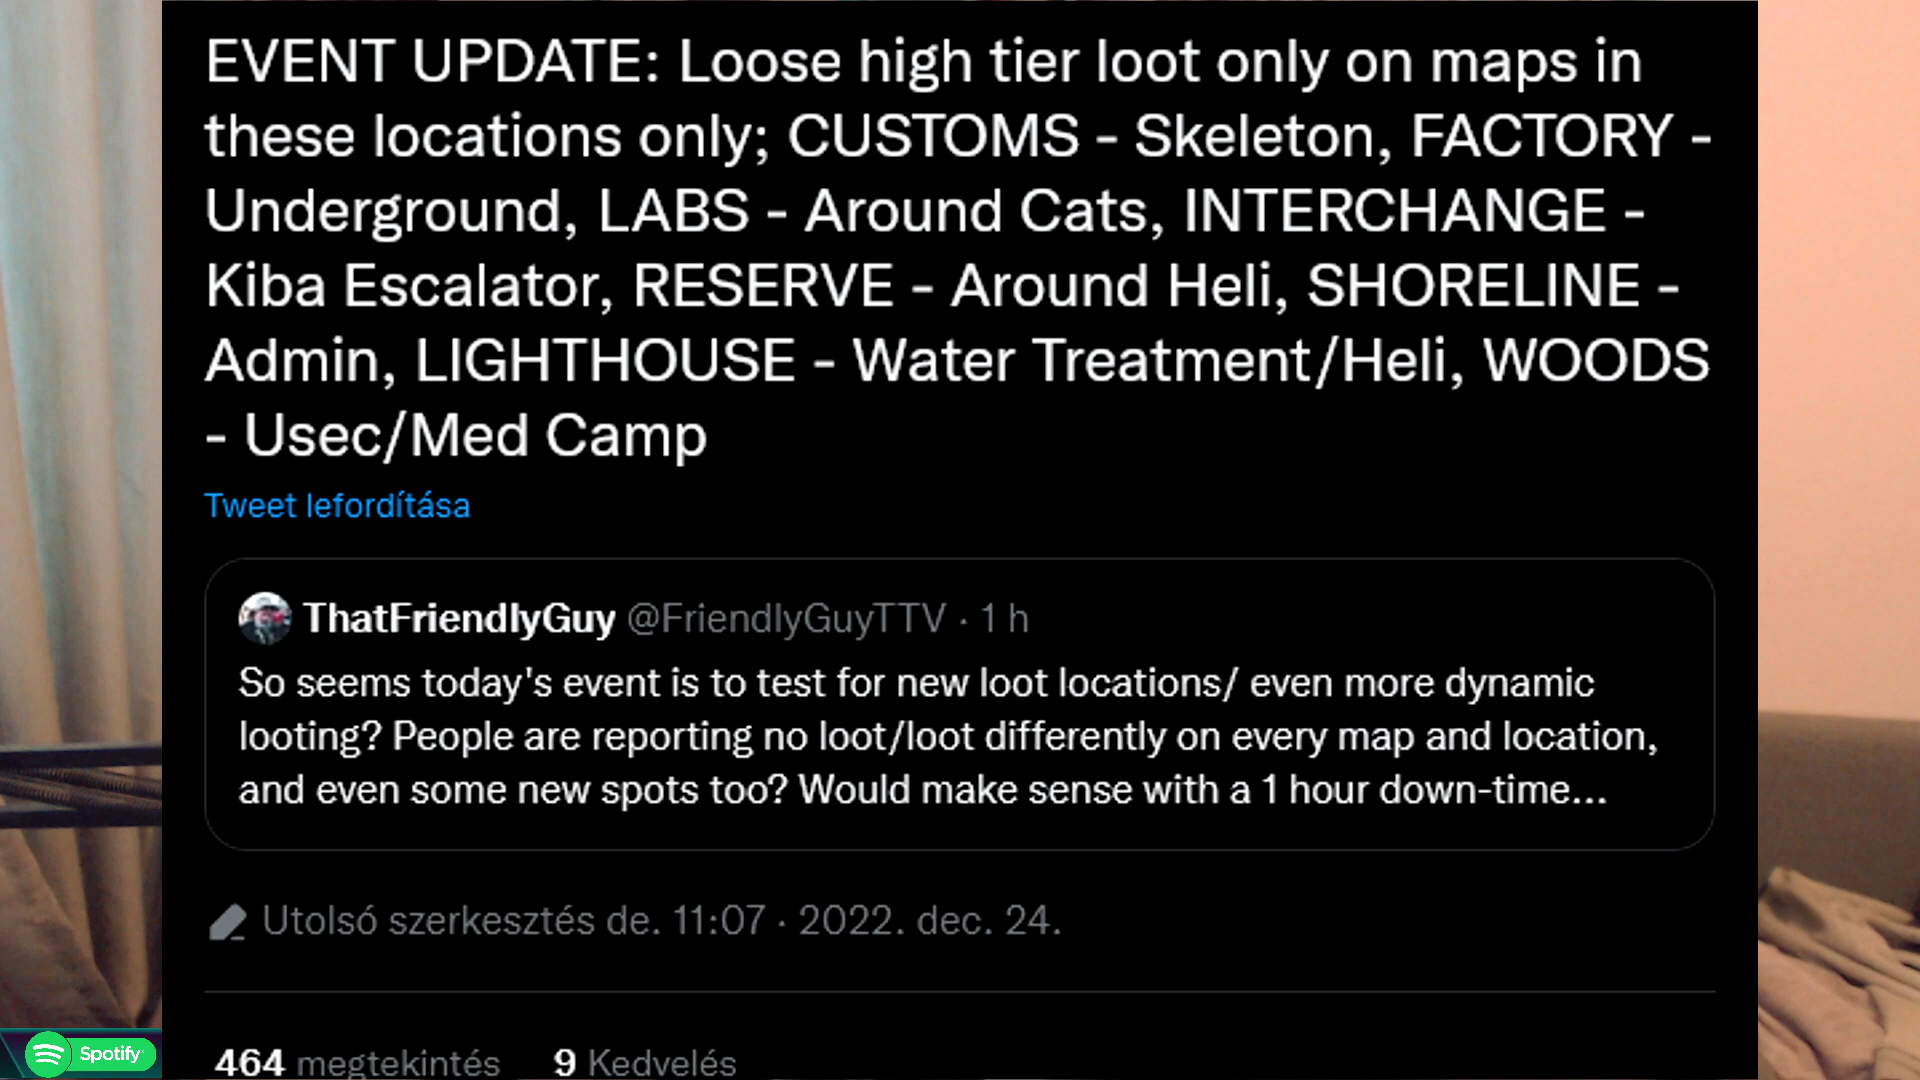 EVENT UPDATE: Loose high tier loot only on maps in
these locations only; CUSTOMS - Skeleton, FACTORY -
Underground, LABS - Around Cats, INTERCHANGE -
Kiba Escalator, RESERVE - Around Heli, SHORELINE -
Admin, LIGHTHOUSE - Water Treatment/Heli, WOODS
- Usec/Med Camp
Tweet lefordítása
ThatFriendlyGuy @FriendlyGuyTTV · 1 h
So seems today's event is to test for new loot locations/ even more dynamic
looting? People are reporting no loot/loot differently on every map and location,
and even some new spots too? Would make sense with a 1 hour down-time...
Utolsó szerkesztés de. 11:07 · 2022. dec. 24.
464 megtekintés 9 Kedvelés
Spotify